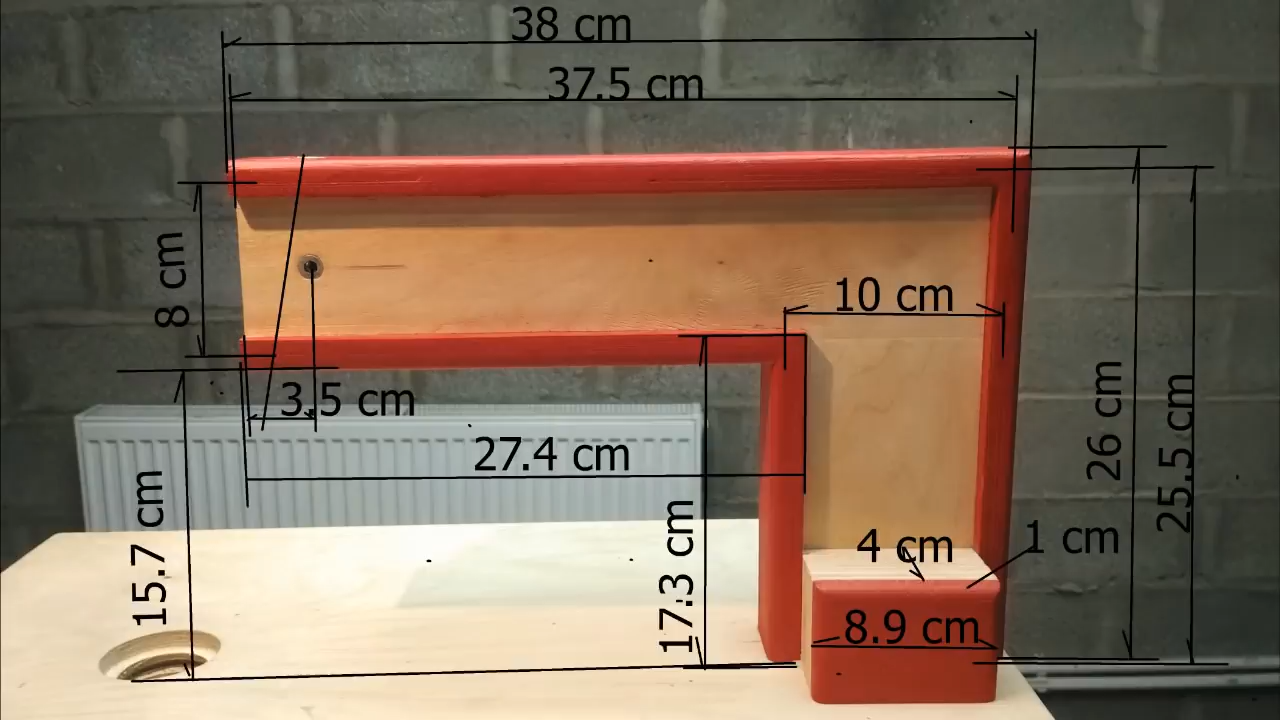 38 cm
37.5 cm
8 cm
10 cm
3.5 cm
27.4 cm
26 cm
25.5 cm
15.7 cm
17.3 cm
4 cm
1 cm
8.9 cm